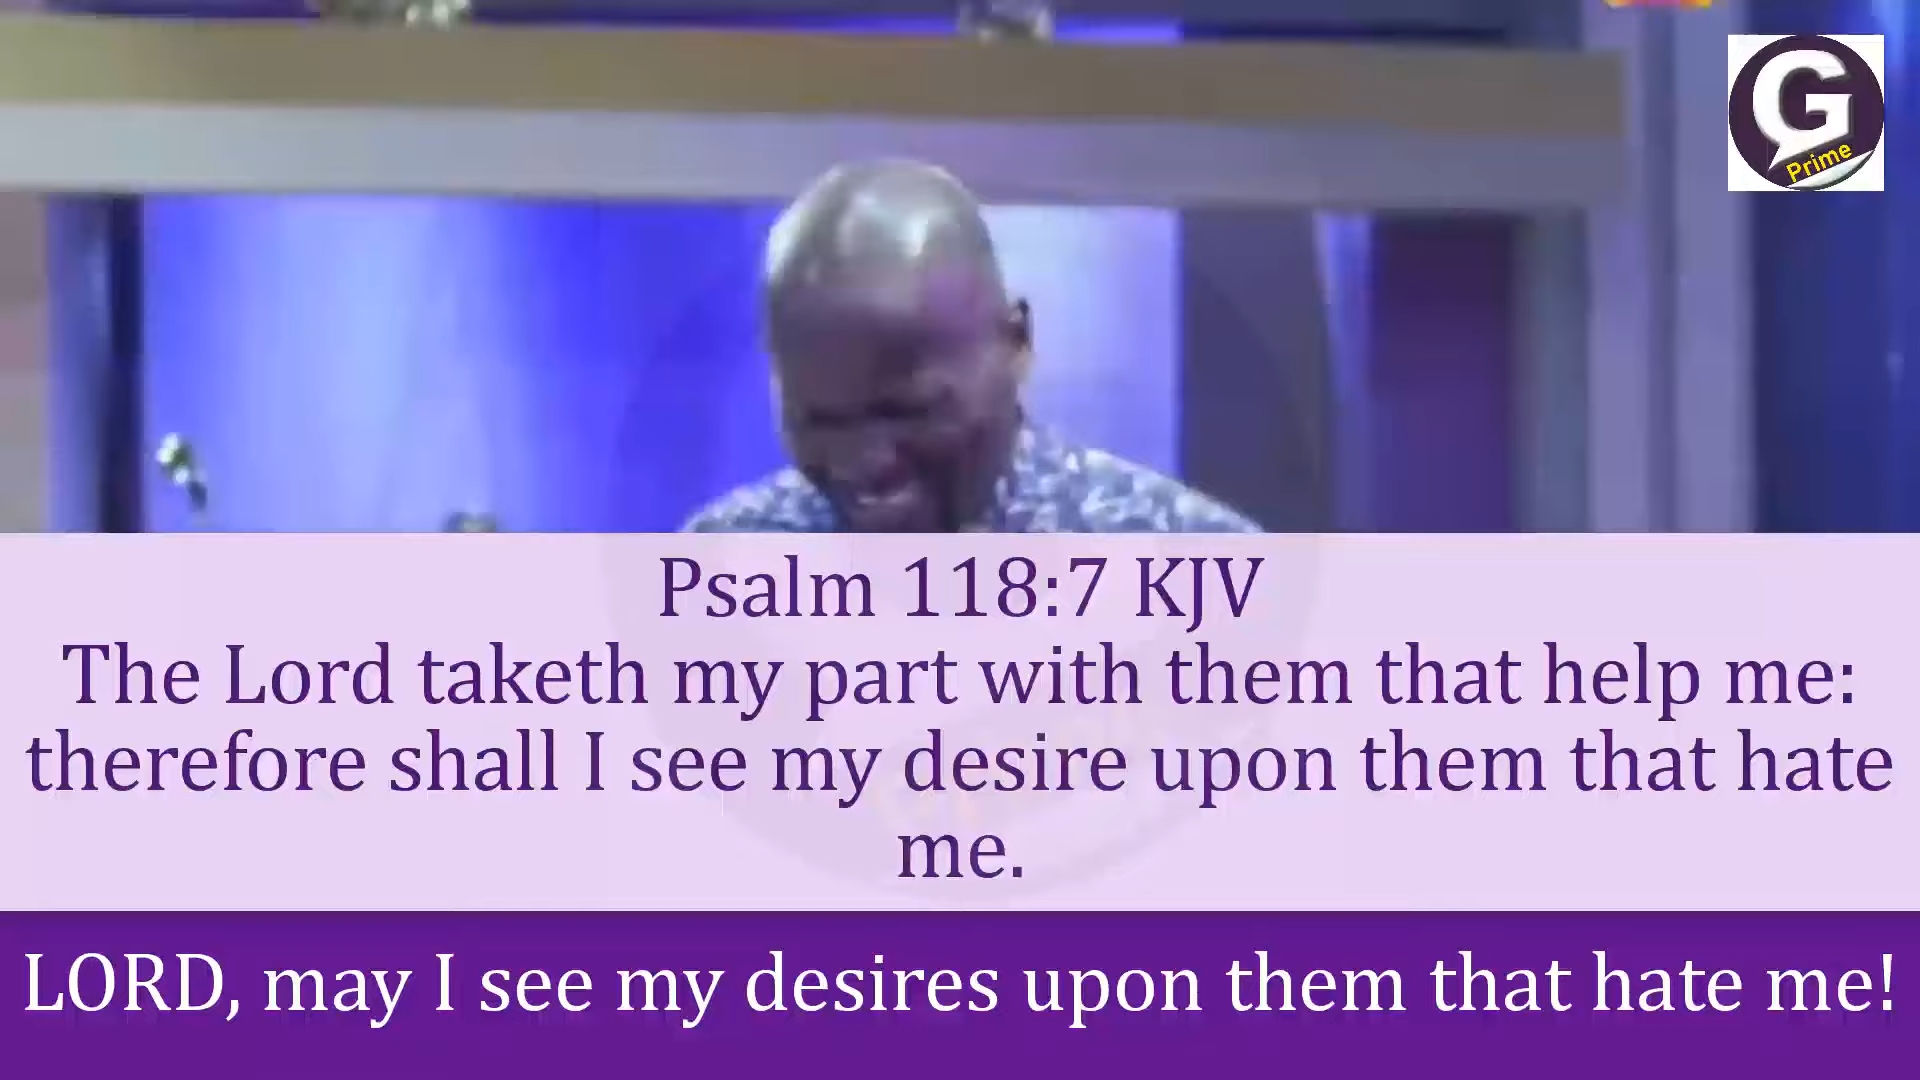 G
Prime
Psalm 118:7 KJV
The Lord taketh my part with them that help me:
therefore shall I see my desire upon them that hate
me.
LORD, may I see my desires upon them that hate me!